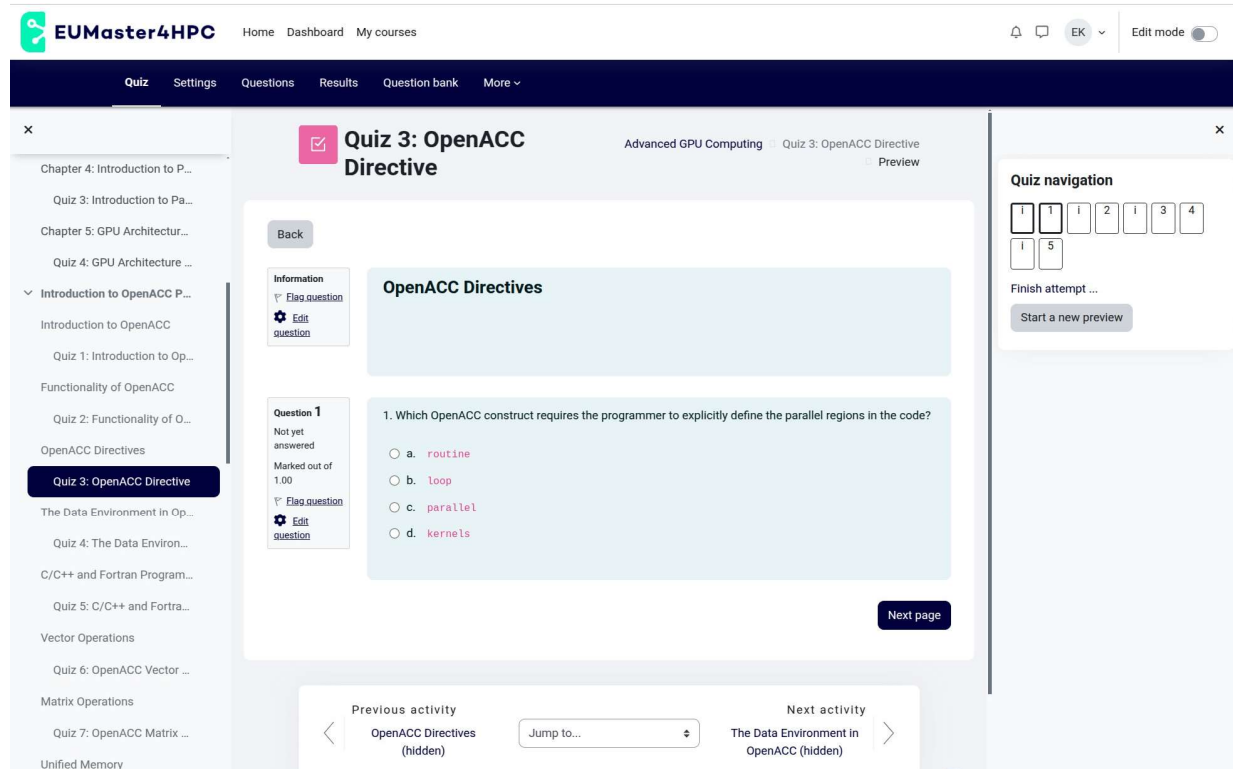 EUMaster4HPC
Home Dashboard My courses
EK
Edit mode
Quiz Settings Questions Results Question bank More
Chapter 4: Introduction to P...
Quiz 3: Introduction to Pa...
Chapter 5: GPU Architectur...
Quiz 4: GPU Architecture ...
Introduction to OpenACC P...
Introduction to OpenACC
Quiz 1: Introduction to Op...
Functionality of OpenACC
Quiz 2: Functionality of O...
OpenACC Directives
Quiz 3: OpenACC Directive
The Data Environment in Op...
Quiz 4: The Data Environ...
C/C++ and Fortran Program...
Quiz 5: C/C++ and Fortra...
Vector Operations
Quiz 6: OpenACC Vector ...
Matrix Operations
Quiz 7: OpenACC Matrix ...
Unified Memory
Quiz 3: OpenACC
Directive
Advanced GPU Computing Quiz 3: OpenACC Directive
Preview
Back
Information
Flag question
Edit
question
OpenACC Directives
Question 1
Not yet
answered
Marked out of
1.00
Flag question
Edit
question
1. Which OpenACC construct requires the programmer to explicitly define the parallel regions in the code?
a. routine
b. loop
c. parallel
d. kernels
Next page
Previous activity
OpenACC Directives
(hidden)
Jump to...
Next activity
The Data Environment in
OpenACC (hidden)
Quiz navigation
i 1 i 2 i 3 4
i 5
Finish attempt ...
Start a new preview